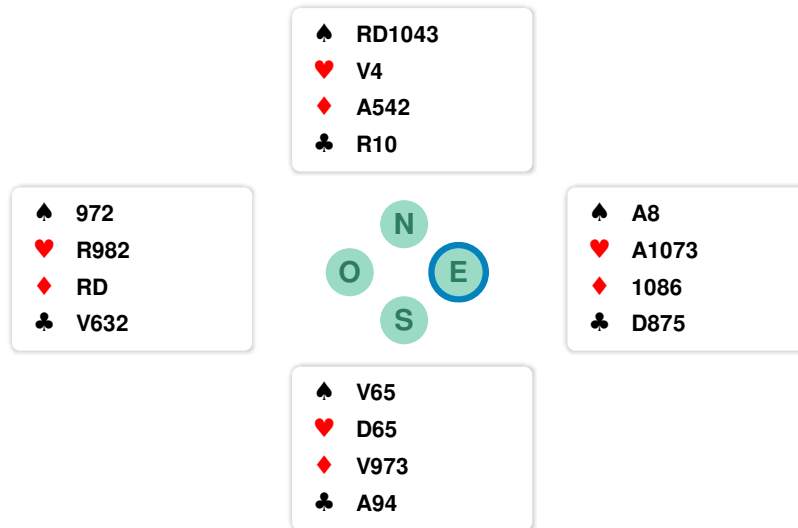 ♠ RD1043
♥ V4
♦ A542
♣ R10
♠ 972
♥ R982
♦ RD
♣ V632
N
O E
S
♠ A8
♥ A1073
♦ 1086
♣ D875
♠ V65
♥ D65
♦ V973
♣ A94